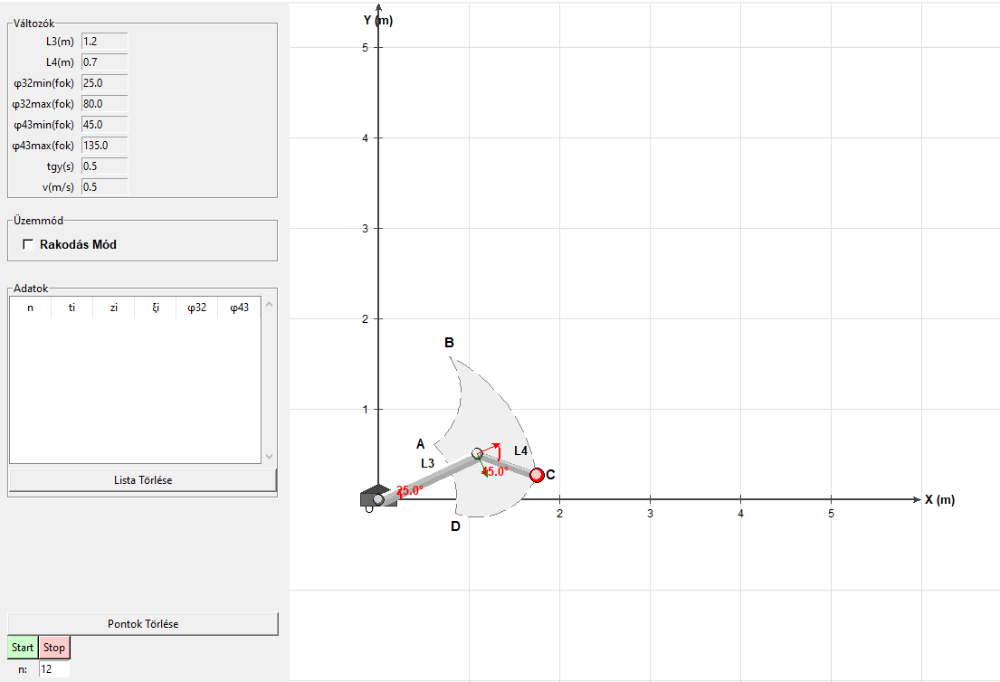 Változók
L3(m) 1.2
L4(m) 0.7
φ32min(fok) 25.0
φ32max(fok) 80.0
φ43min(fok) 45.0
φ43max(fok) 135.0
tgy(s) 0.5
v(m/s) 0.5
Üzemmód
Rakodás Mód
Adatok
n ti zi ξi φ32 φ43
Lista Törlése
Pontok Törlése
Start Stop
n: 12
Y (m)
5
4
3
2
B
1
A
L3
L4
45.0°
C
25.0°
O
X (m)
D
2 3 4 5